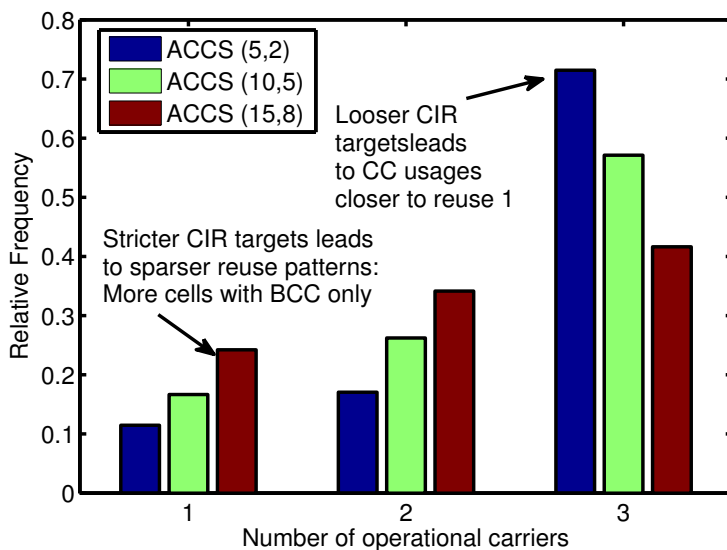 0.8
0.7
0.6
0.5
0.4
0.3
0.2
0.1
0
Relative Frequency
ACCS (5,2)
ACCS (10,5)
ACCS (15,8)
Looser CIR
targetsleads
to CC usages
closer to reuse 1
Stricter CIR targets leads
to sparser reuse patterns:
More cells with BCC only
1
2
3
Number of operational carriers